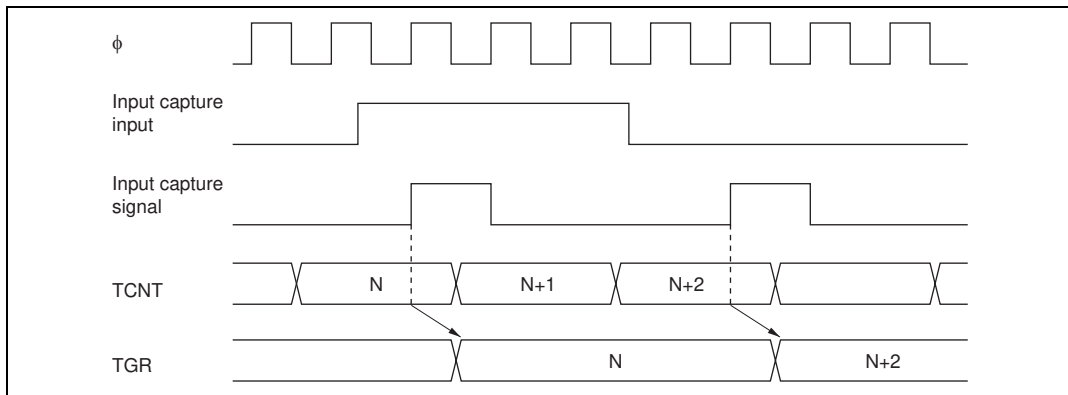 ϕ
Input capture
input
Input capture
signal
TCNT
N
N+1
N+2
TGR
N
N+2